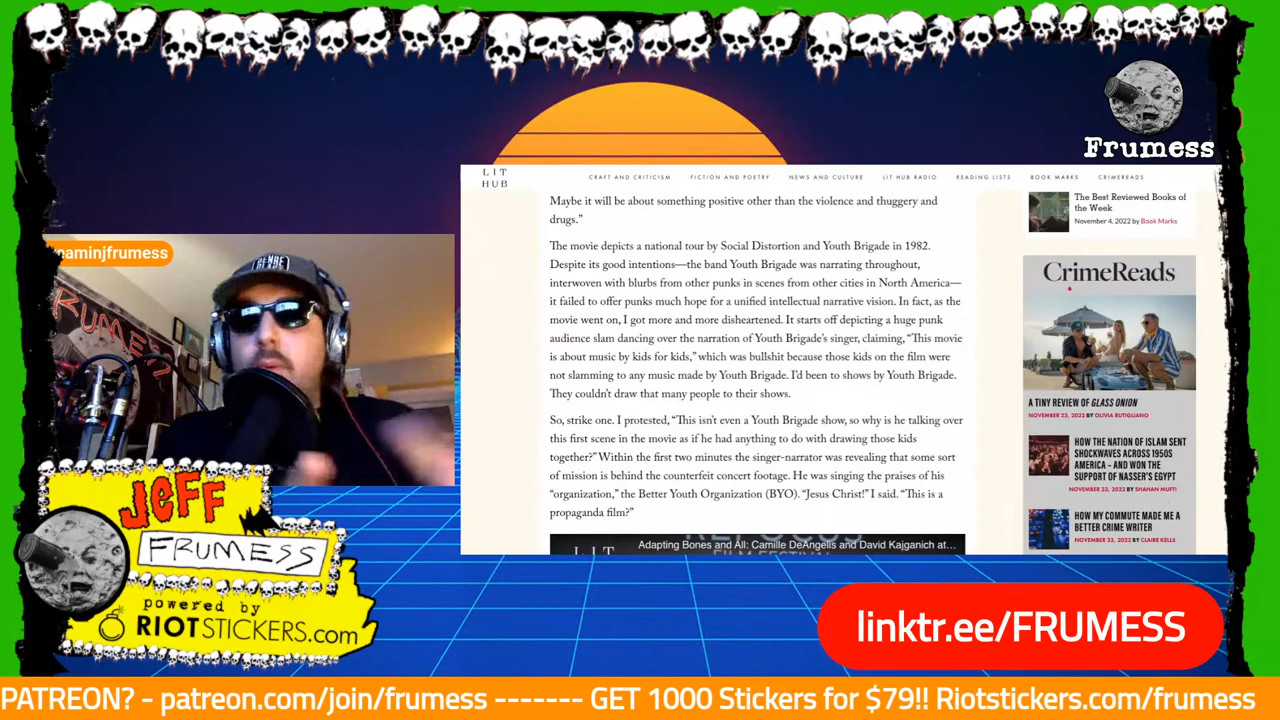 Frumess
LIT
HUB
CRAFT AND CRITICISM
FICTION AND POETRY
NEWS AND CULTURE
LIT HUB RADIO
READING LISTS
BOOK MARKS
CRIMEREADS
Maybe it will be about something positive other than the violence and thuggery and
drugs.”
The movie depicts a national tour by Social Distortion and Youth Brigade in 1982.
Despite its good intentions—the band Youth Brigade was narrating throughout,
interwoven with blurbs from other punks in scenes from other cities in North America—
it failed to offer punks much hope for a unified intellectual narrative vision. In fact, as the
movie went on, I got more and more disheartened. It starts off depicting a huge punk
audience slam dancing over the narration of Youth Brigade’s singer, claiming, “This movie
is about music by kids for kids,” which was bullshit because those kids on the film were
not slamming to any music made by Youth Brigade. I’d been to shows by Youth Brigade.
They couldn’t draw that many people to their shows.
So, strike one. I protested, “This isn’t even a Youth Brigade show, so why is he talking over
this first scene in the movie as if he had anything to do with drawing those kids
together?” Within the first two minutes the singer-narrator was revealing that some sort
of mission is behind the counterfeit concert footage. He was singing the praises of his
“organization,” the Better Youth Organization (BYO). “Jesus Christ!” I said. “This is a
propaganda film?”
LIT
Adapting Bones and All: Camille DeAngelis and David Kajganich at...
The Best Reviewed Books of
the Week
November 4, 2022 by Book Marks
CrimeReads
A TINY REVIEW OF GLASS ONION
NOVEMBER 23, 2022 BY OLIVIA RUTIGLIANO
HOW THE NATION OF ISLAM SENT
SHOCKWAVES ACROSS 1950S
AMERICA – AND WON THE
SUPPORT OF NASSER'S EGYPT
NOVEMBER 23, 2022 BY SHAHAN MUFTI
HOW MY COMMUTE MADE ME A
BETTER CRIME WRITER
NOVEMBER 23, 2022 BY CLAIRE KELLS
eaminjfrumess
JEFF
FRUMESS
powered by
RIOTSTICKERS.com
linktr.ee/FRUMESS
PATREON? - patreon.com/join/frumess ------- GET 1000 Stickers for $79!! Riotstickers.com/frumess